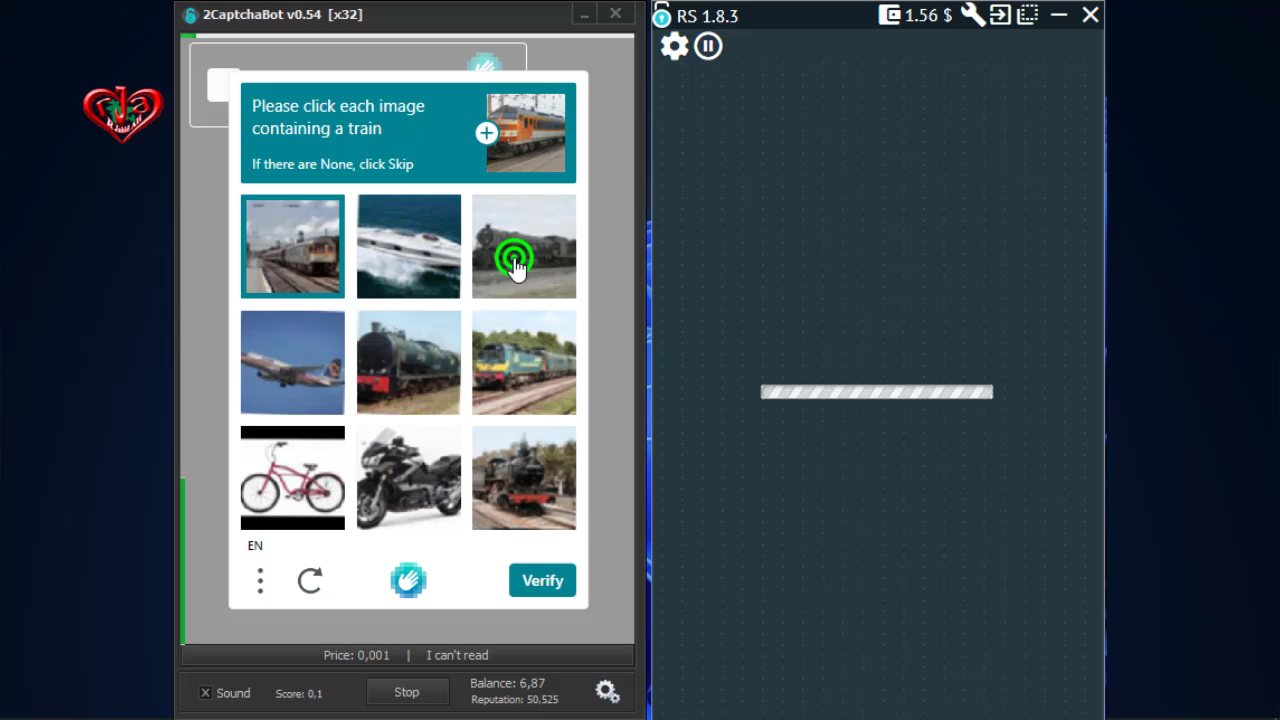 2CaptchaBot v0.54 [x32]
RS 1.8.3
1.56 $
Please click each image
containing a train
If there are None, click Skip
EN
Verify
Price: 0,001 | I can't read
Sound
Score: 0,1
Stop
Balance: 6,87
Reputation: 50,525